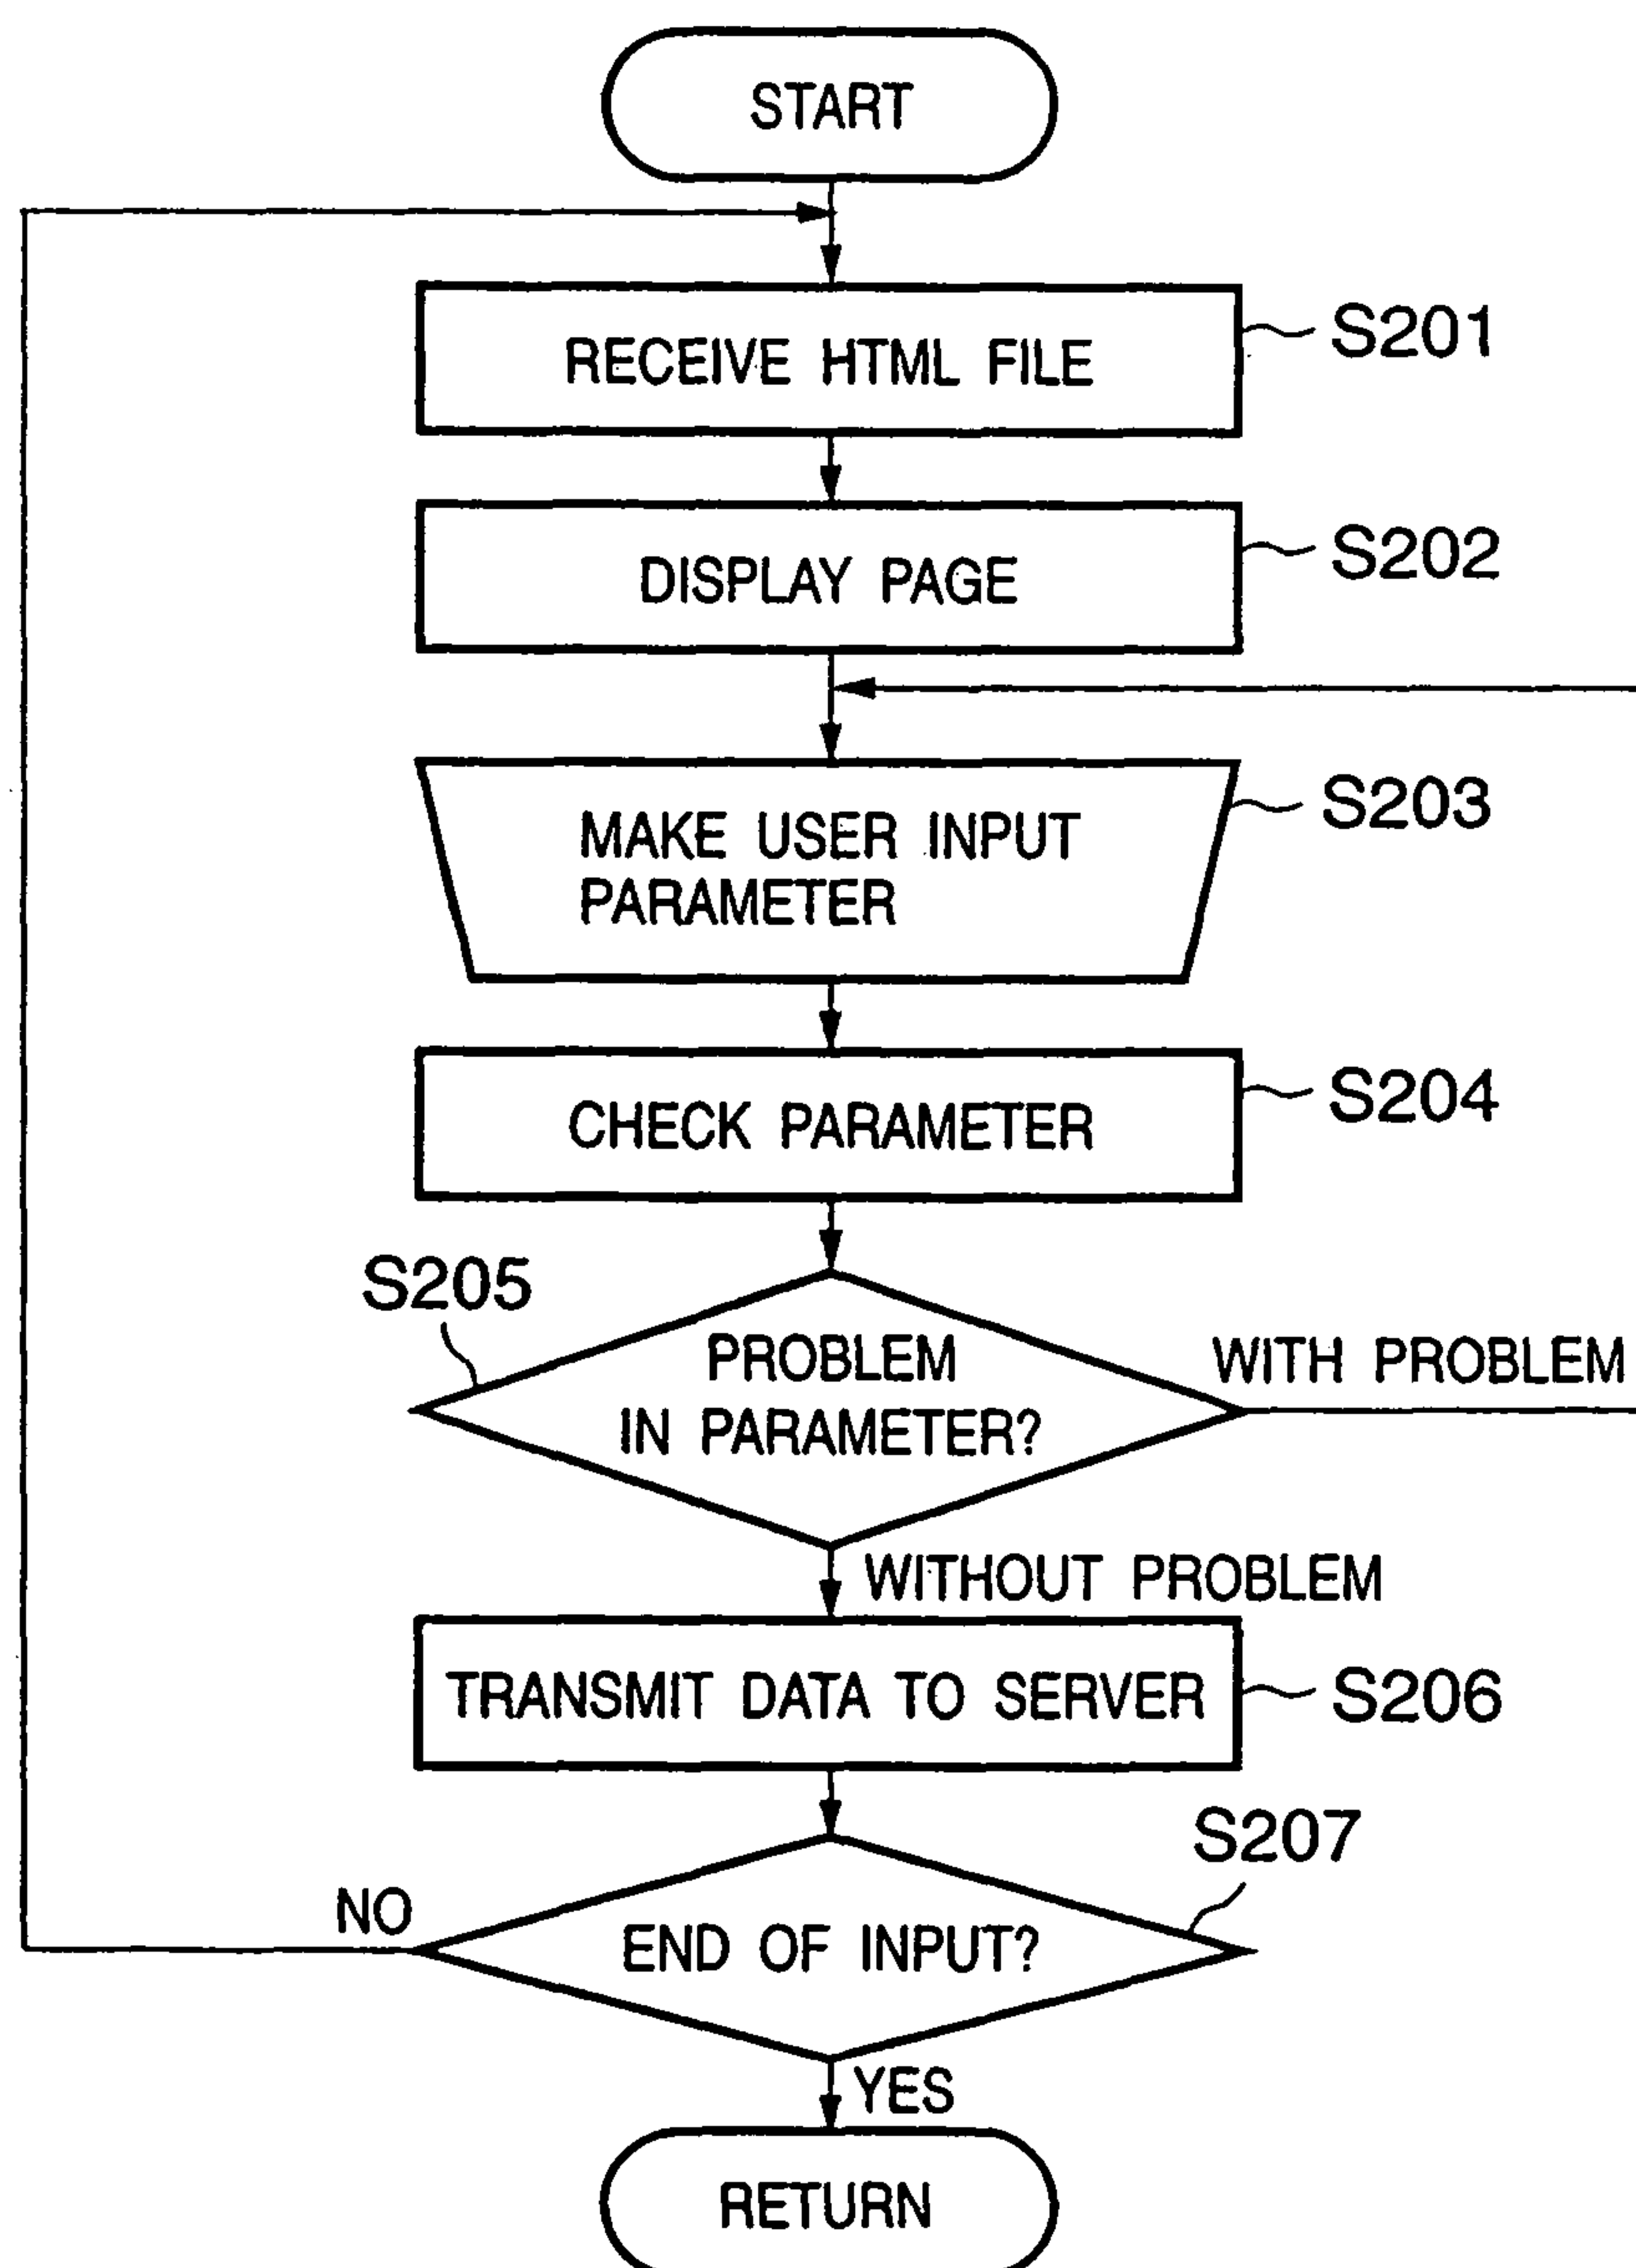 START
RECEIVE HTML FILE
S201
DISPLAY PAGE
S202
MAKE USER INPUT
PARAMETER
S203
CHECK PARAMETER
S204
S205
PROBLEM
IN PARAMETER?
WITH PROBLEM
WITHOUT PROBLEM
TRANSMIT DATA TO SERVER
S206
S207
NO
END OF INPUT?
YES
RETURN